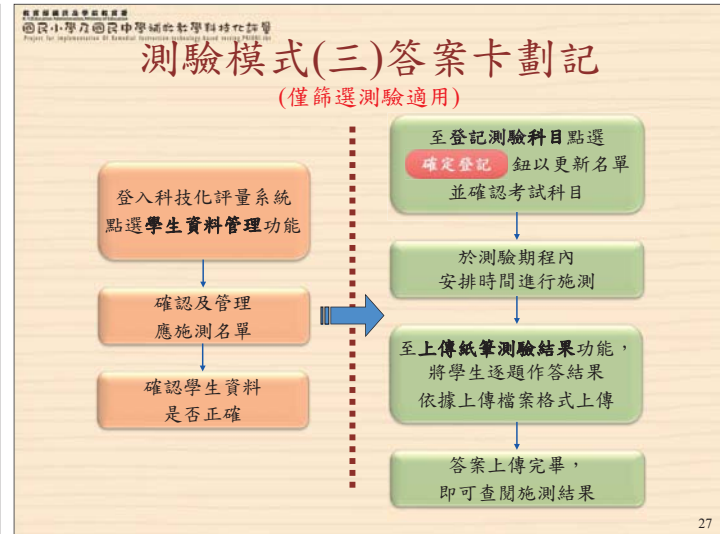 國民小學及國民中學補救教學科技化評量
測驗模式(三)答案卡劃記
(僅篩選測驗適用)
登入科技化評量系統
點選學生資料管理功能
確認及管理
應施測名單
確認學生資料
是否正確
至登記測驗科目點選
確定登記 鈕以更新名單
並確認考試科目
於測驗期程內
安排時間進行施測
至上傳紙筆測驗結果功能，
將學生逐題作答結果
依據上傳檔案格式上傳
答案上傳完畢，
即可查閱施測結果
27